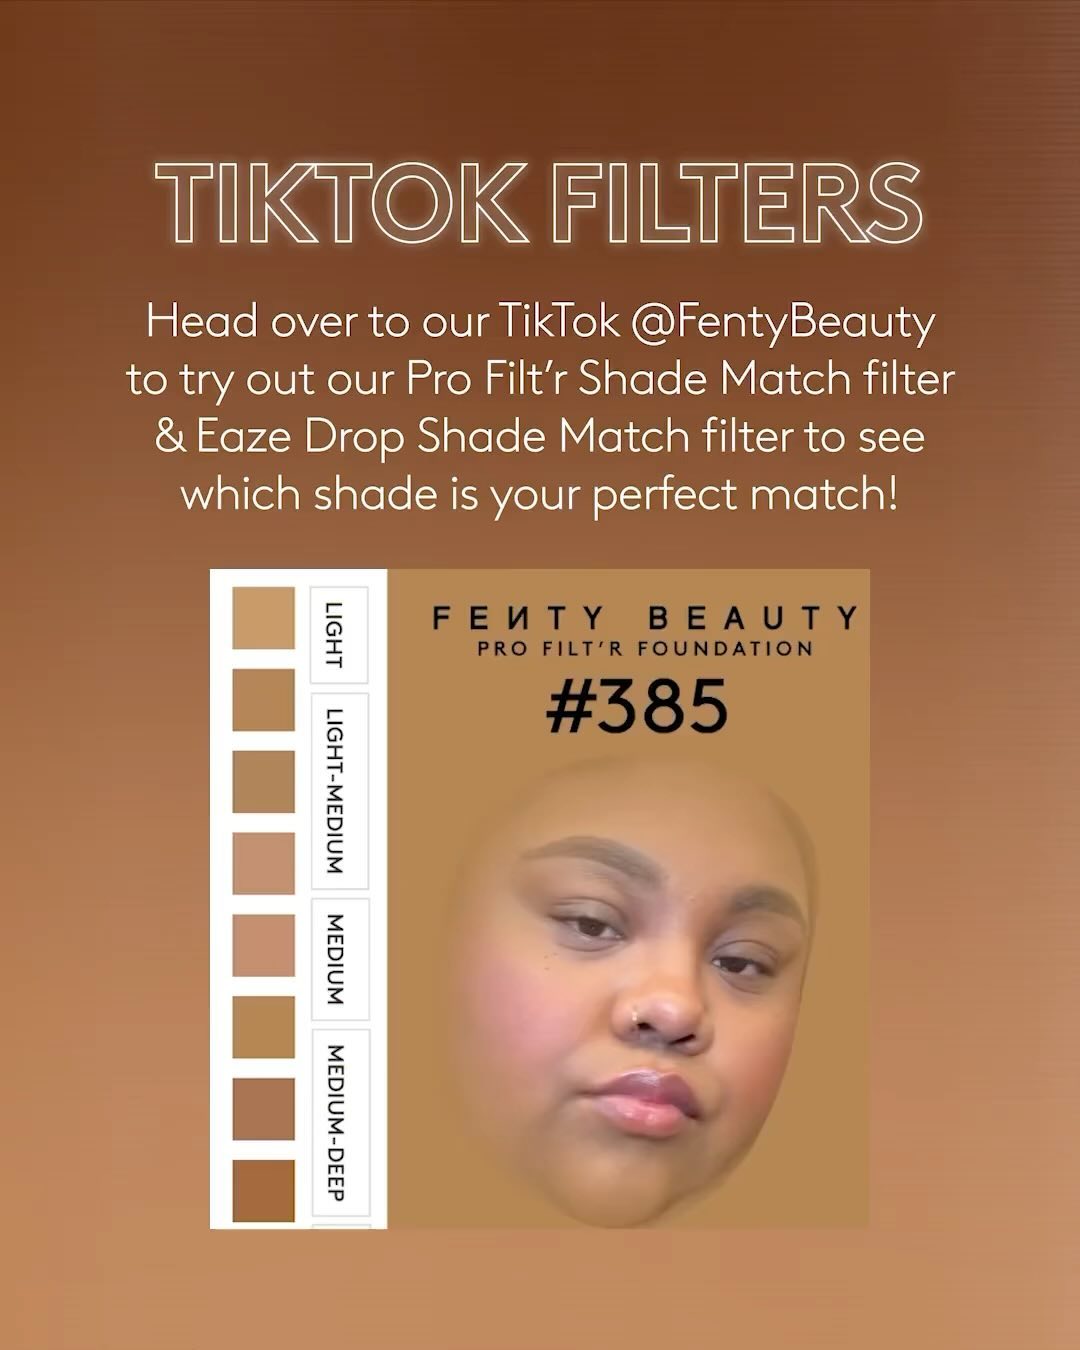 TIKTOK FILTERS
Head over to our TikTok @FentyBeauty
to try out our Pro Filt’r Shade Match filter
& Eaze Drop Shade Match filter to see
which shade is your perfect match!
LIGHT
LIGHT-MEDIUM
MEDIUM
MEDIUM-DEEP
FEИTY BEAUTY
PRO FILT’R FOUNDATION
#385